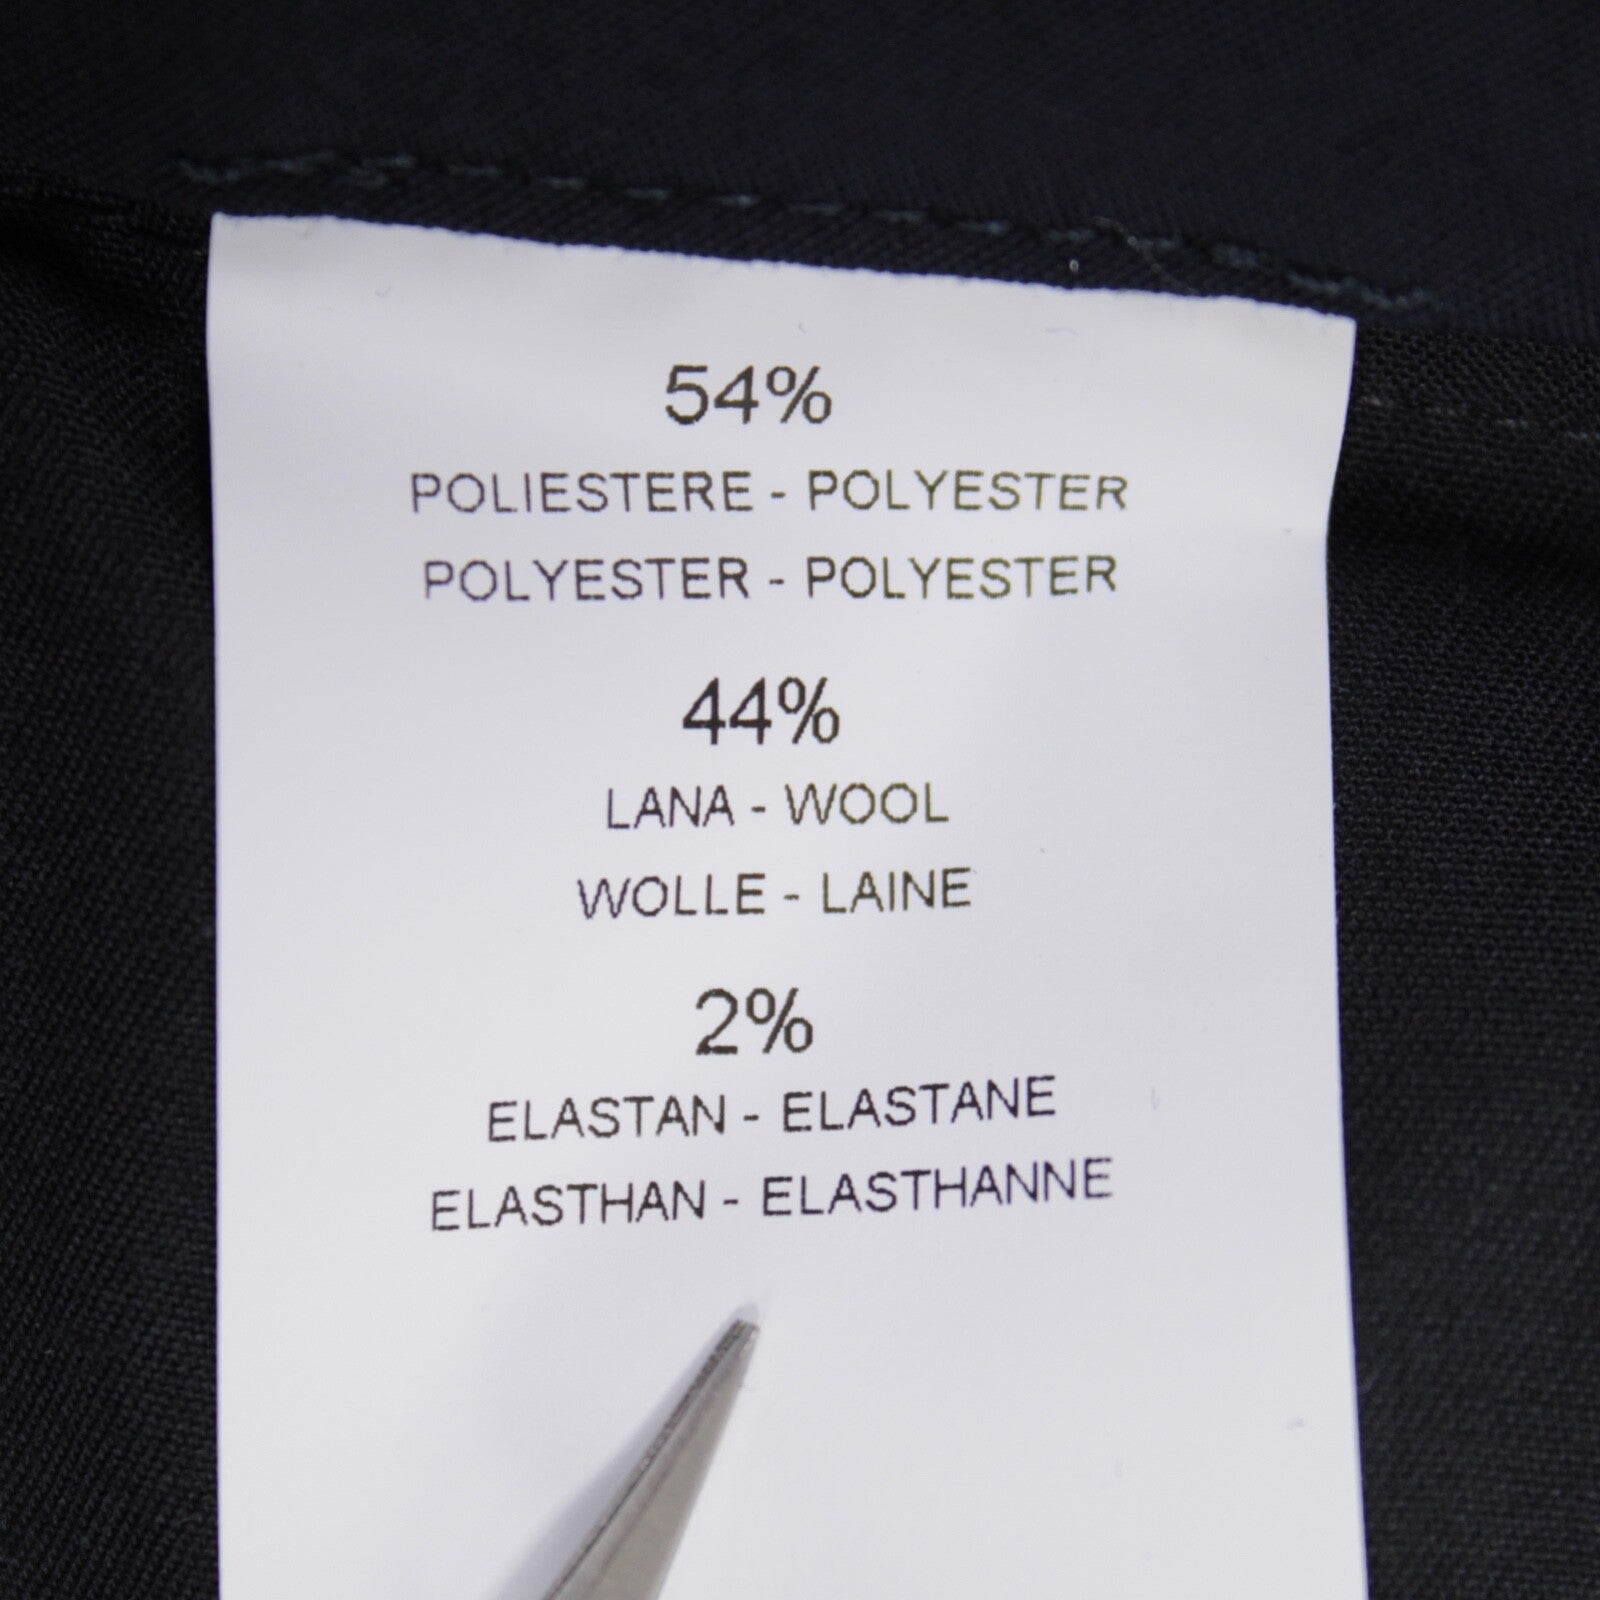 54%
POLIESTERE - POLYESTER
POLYESTER - POLYESTER
44%
LANA - WOOL
WOLLE - LAINE
2%
ELASTAN - ELASTANE
ELASTHAN - ELASTHANNE